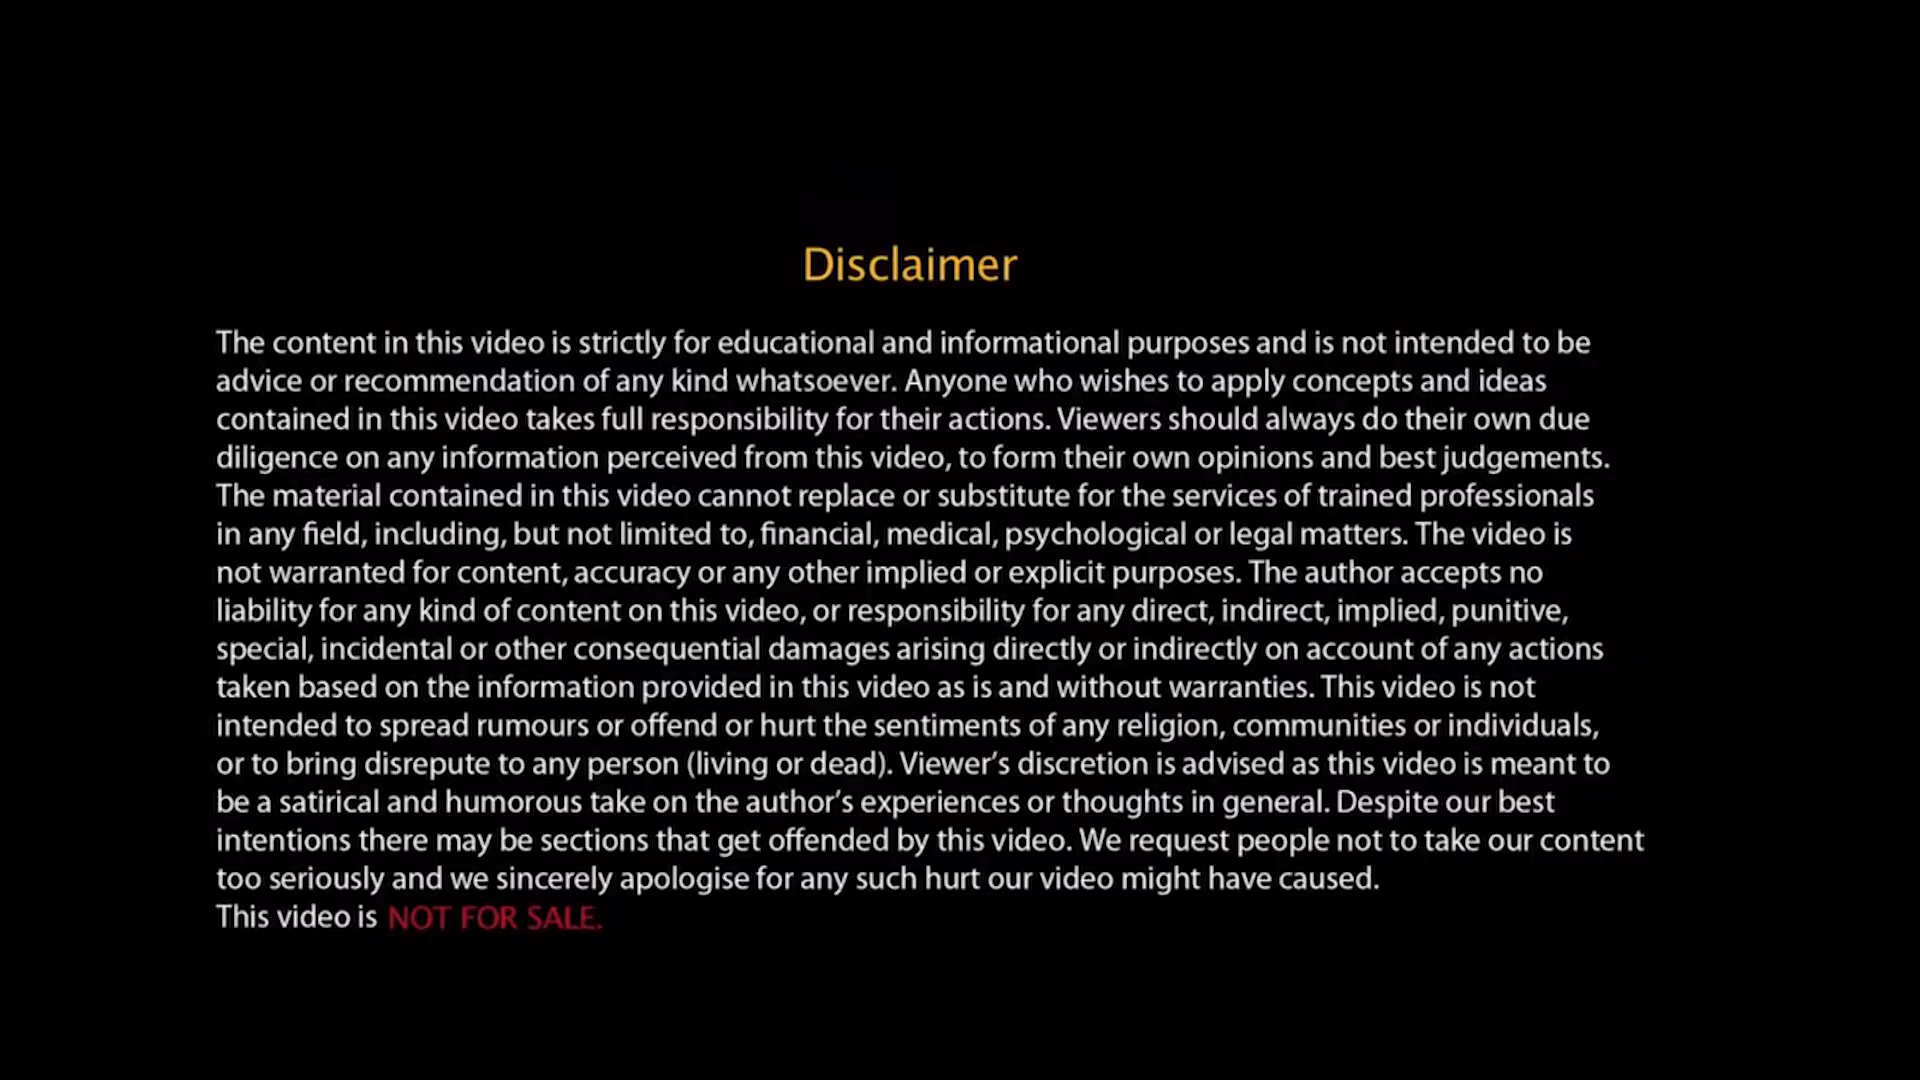 Disclaimer
The content in this video is strictly for educational and informational purposes and is not intended to be
advice or recommendation of any kind whatsoever. Anyone who wishes to apply concepts and ideas
contained in this video takes full responsibility for their actions. Viewers should always do their own due
diligence on any information perceived from this video, to form their own opinions and best judgements.
The material contained in this video cannot replace or substitute for the services of trained professionals
in any field, including, but not limited to, financial, medical, psychological or legal matters. The video is
not warranted for content, accuracy or any other implied or explicit purposes. The author accepts no
liability for any kind of content on this video, or responsibility for any direct, indirect, implied, punitive,
special, incidental or other consequential damages arising directly or indirectly on account of any actions
taken based on the information provided in this video as is and without warranties. This video is not
intended to spread rumours or offend or hurt the sentiments of any religion, communities or individuals,
or to bring disrepute to any person (living or dead). Viewer’s discretion is advised as this video is meant to
be a satirical and humorous take on the author’s experiences or thoughts in general. Despite our best
intentions there may be sections that get offended by this video. We request people not to take our content
too seriously and we sincerely apologise for any such hurt our video might have caused.
This video is NOT FOR SALE.